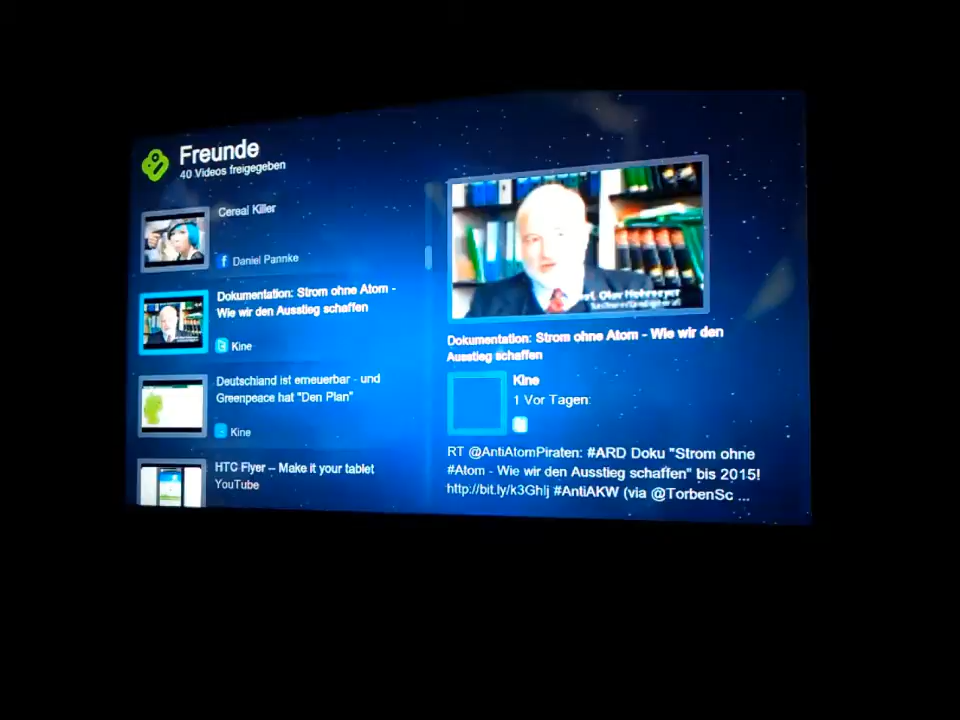 Freunde
40 Videos freigegeben
Cereal Killer
Daniel Pannke
Dokumentation: Strom ohne Atom -
Wie wir den Ausstieg schaffen
Kine
Deutschland ist erneuerbar - und
Greenpeace hat "Den Plan"
Kine
HTC Flyer -- Make it your tablet
YouTube
Dokumentation: Strom ohne Atom - Wie wir den
Ausstieg schaffen
Kine
1 Vor Tagen:
RT @AntiAtomPiraten: #ARD Doku "Strom ohne
#Atom - Wie wir den Ausstieg schaffen" bis 2015!
http://bit.ly/k3GhIj #AntiAKW (via @TorbenSc ...